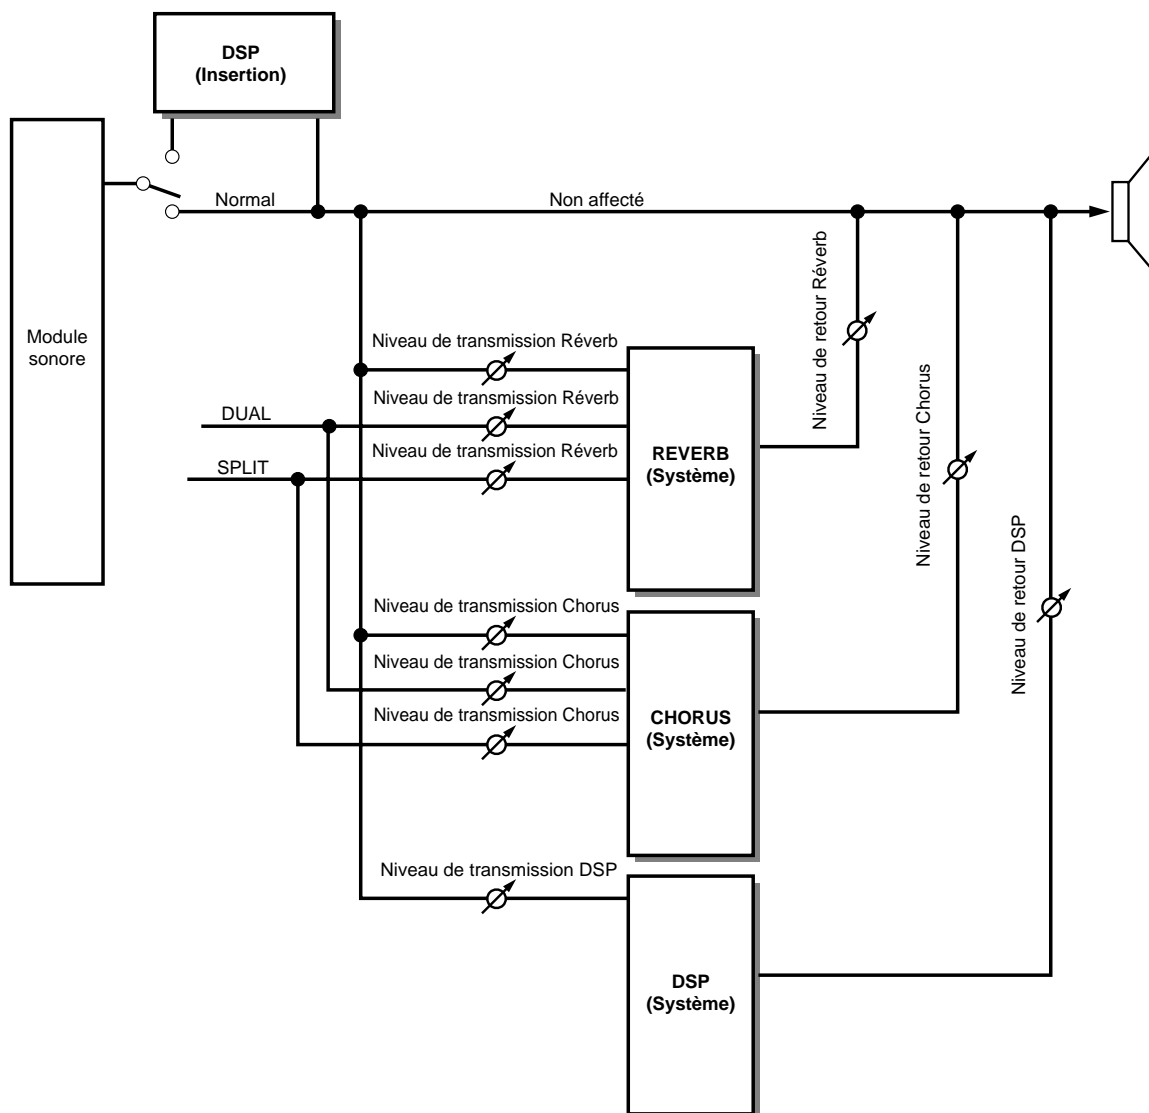 DSP
(Insertion)
Normal
Non affecté
Module
sonore
Niveau de transmission Réverb
DUAL
Niveau de transmission Réverb
SPLIT
Niveau de transmission Réverb
REVERB
(Système)
Niveau de retour Réverb
Niveau de retour Chorus
Niveau de retour DSP
Niveau de transmission Chorus
Niveau de transmission Chorus
Niveau de transmission Chorus
CHORUS
(Système)
Niveau de transmission DSP
DSP
(Système)